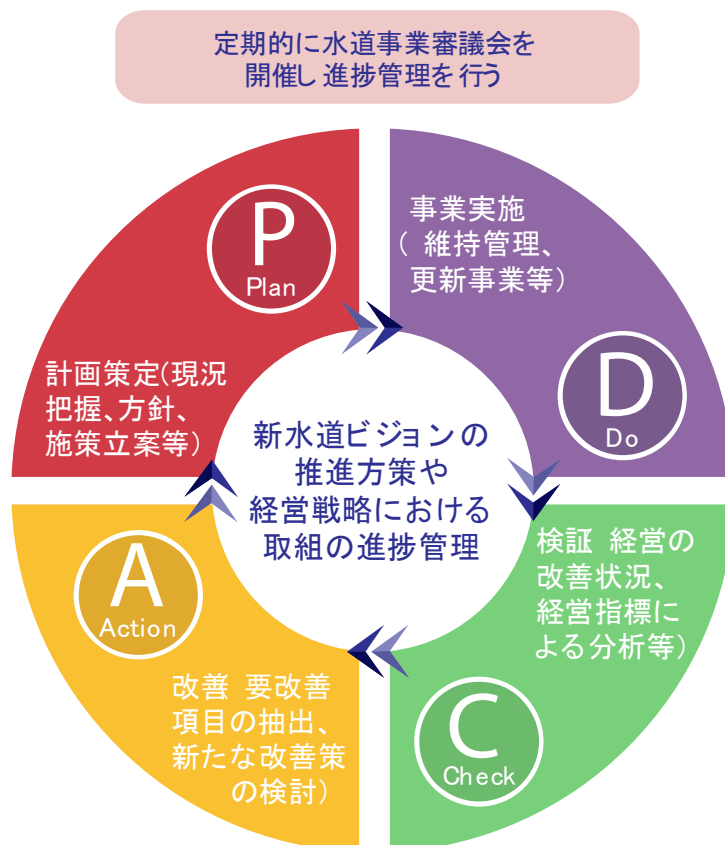 定期的に水道事業審議会を
開催し進捗管理を行う
P
Plan
計画策定(現況
把握、方針、
施策立案等)
事業実施
( 維持管理、
更新事業等)
D
Do
新水道ビジョンの
推進方策や
経営戦略における
取組の進捗管理
検証 経営の
改善状況、
経営指標に
よる分析等)
C
Check
A
Action
改善 要改善
項目の抽出、
新たな改善策
の検討)